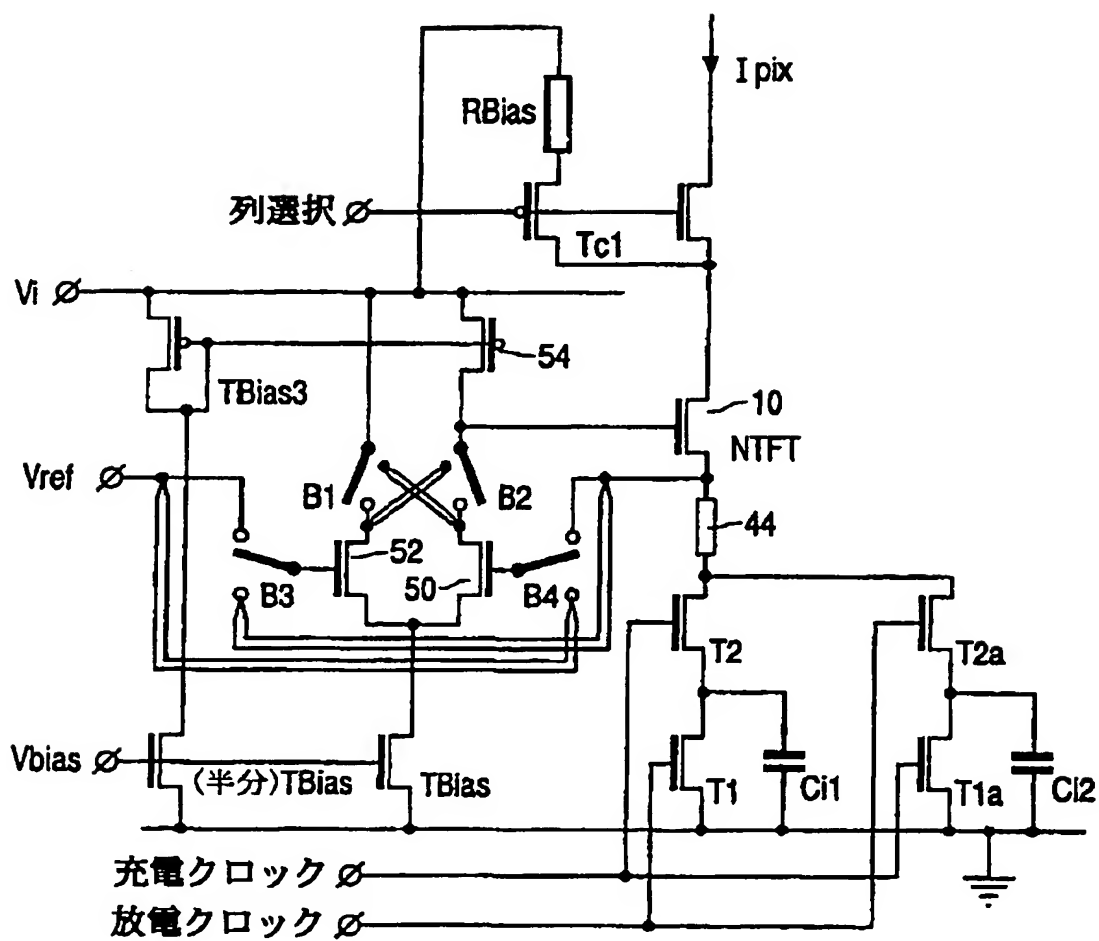 I pix
RBias
列選択
Tc1
Vi
54
TBias3
10
NTFT
Vref
B1
B2
44
52
50
B3
B4
T2
T2a
Vbias
(半分)TBias
TBias
T1
Ci1
T1a
Ci2
充電クロック
放電クロック